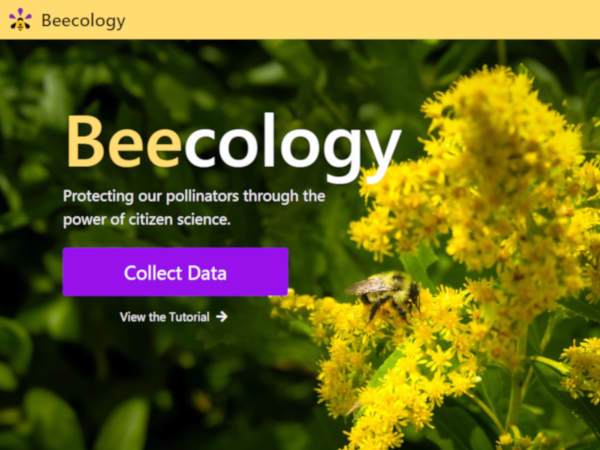 Beecology
Beecology
Protecting our pollinators through the
power of citizen science.
Collect Data
View the Tutorial